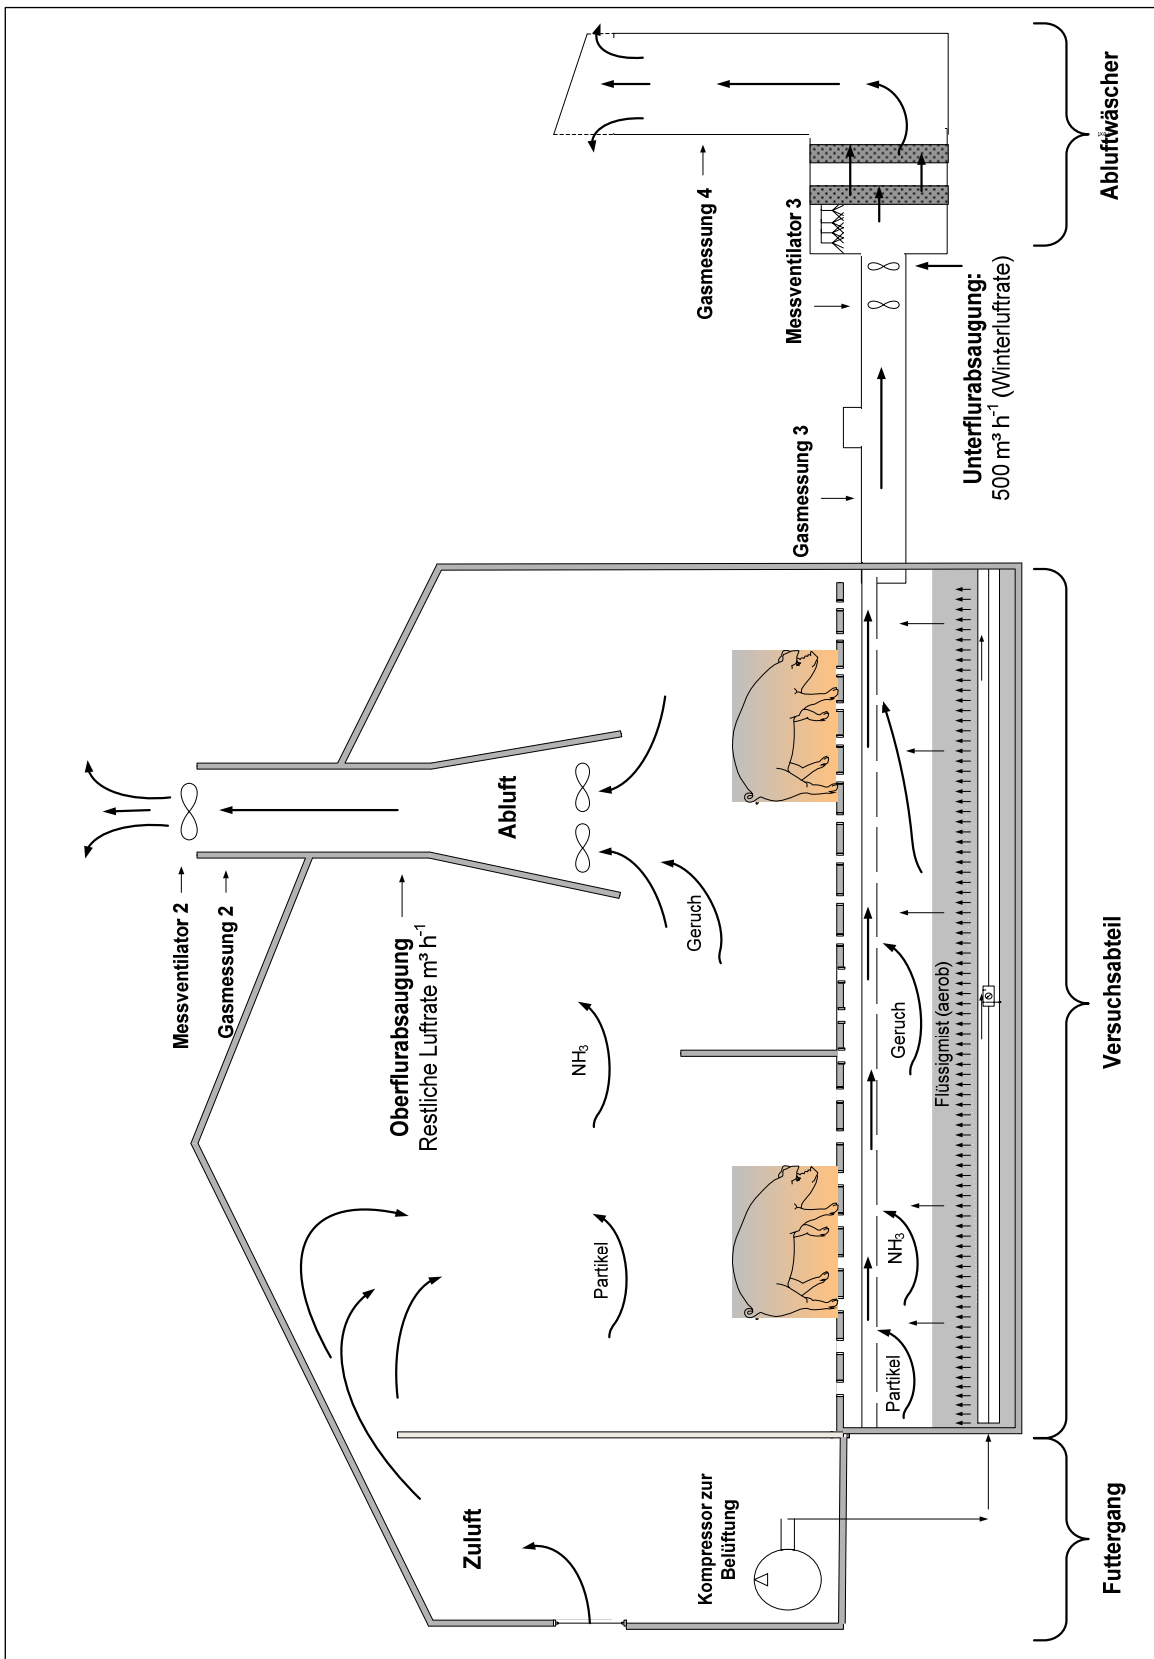 Messventilator 2
Gasmessung 2
Oberflurabsaugung
Restliche Luftrate m³ h⁻¹
Abluft
Geruch
NH₃
Partikel
Zuluft
Kompressor zur
Belüftung
Geruch
NH₃
Partikel
Flüssigmist (aerob)
Gasmessung 3
Messventilator 3
Gasmessung 4
Unterflurabsaugung:
500 m³ h⁻¹ (Winterluftrate)
Futtergang
Versuchsabteil
Abluftwäscher